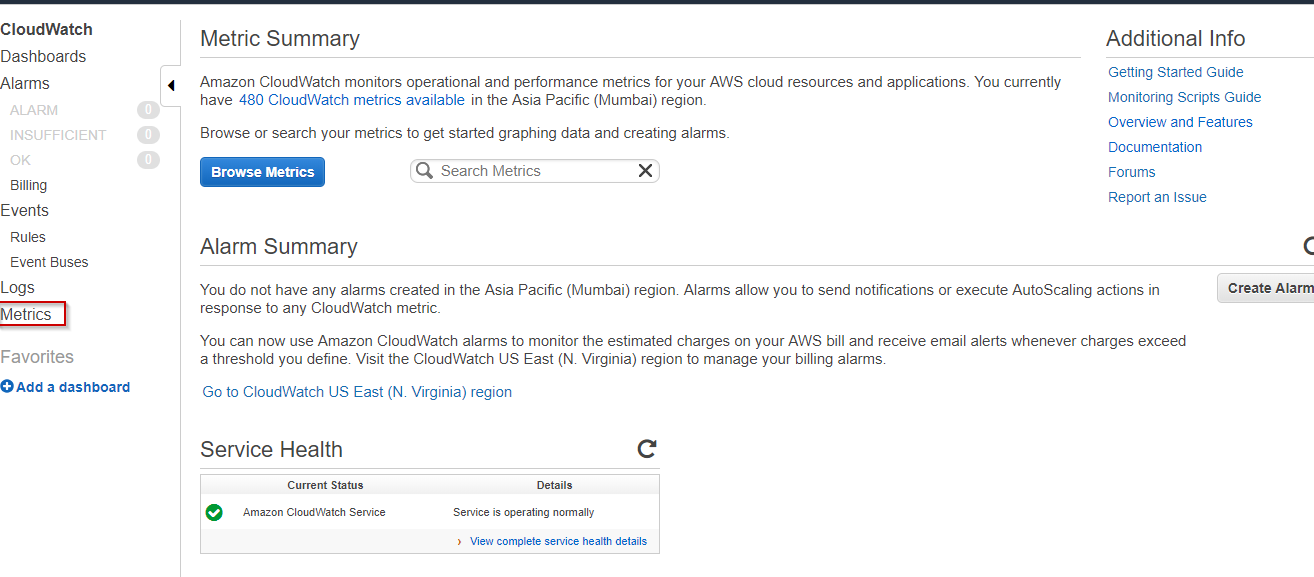 CloudWatch
Dashboards
Alarms
ALARM 0
INSUFFICIENT 0
OK 0
Billing
Events
Rules
Event Buses
Logs
Metrics
Favorites
Add a dashboard
Metric Summary
Amazon CloudWatch monitors operational and performance metrics for your AWS cloud resources and applications. You currently
have 480 CloudWatch metrics available in the Asia Pacific (Mumbai) region.
Browse or search your metrics to get started graphing data and creating alarms.
Browse Metrics
Search Metrics
Alarm Summary
You do not have any alarms created in the Asia Pacific (Mumbai) region. Alarms allow you to send notifications or execute AutoScaling actions in
response to any CloudWatch metric.
Create Alarm
You can now use Amazon CloudWatch alarms to monitor the estimated charges on your AWS bill and receive email alerts whenever charges exceed
a threshold you define. Visit the CloudWatch US East (N. Virginia) region to manage your billing alarms.
Go to CloudWatch US East (N. Virginia) region
Service Health
Current Status Details
Amazon CloudWatch Service Service is operating normally
View complete service health details
Additional Info
Getting Started Guide
Monitoring Scripts Guide
Overview and Features
Documentation
Forums
Report an Issue